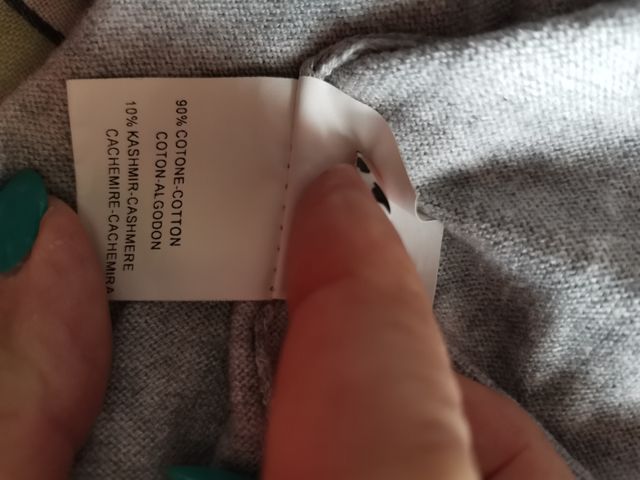 90% COTONE-COTTON
COTON-ALGODON
10% KASHMIR-CASHMERE
CACHEMIRE-CACHEMIRA